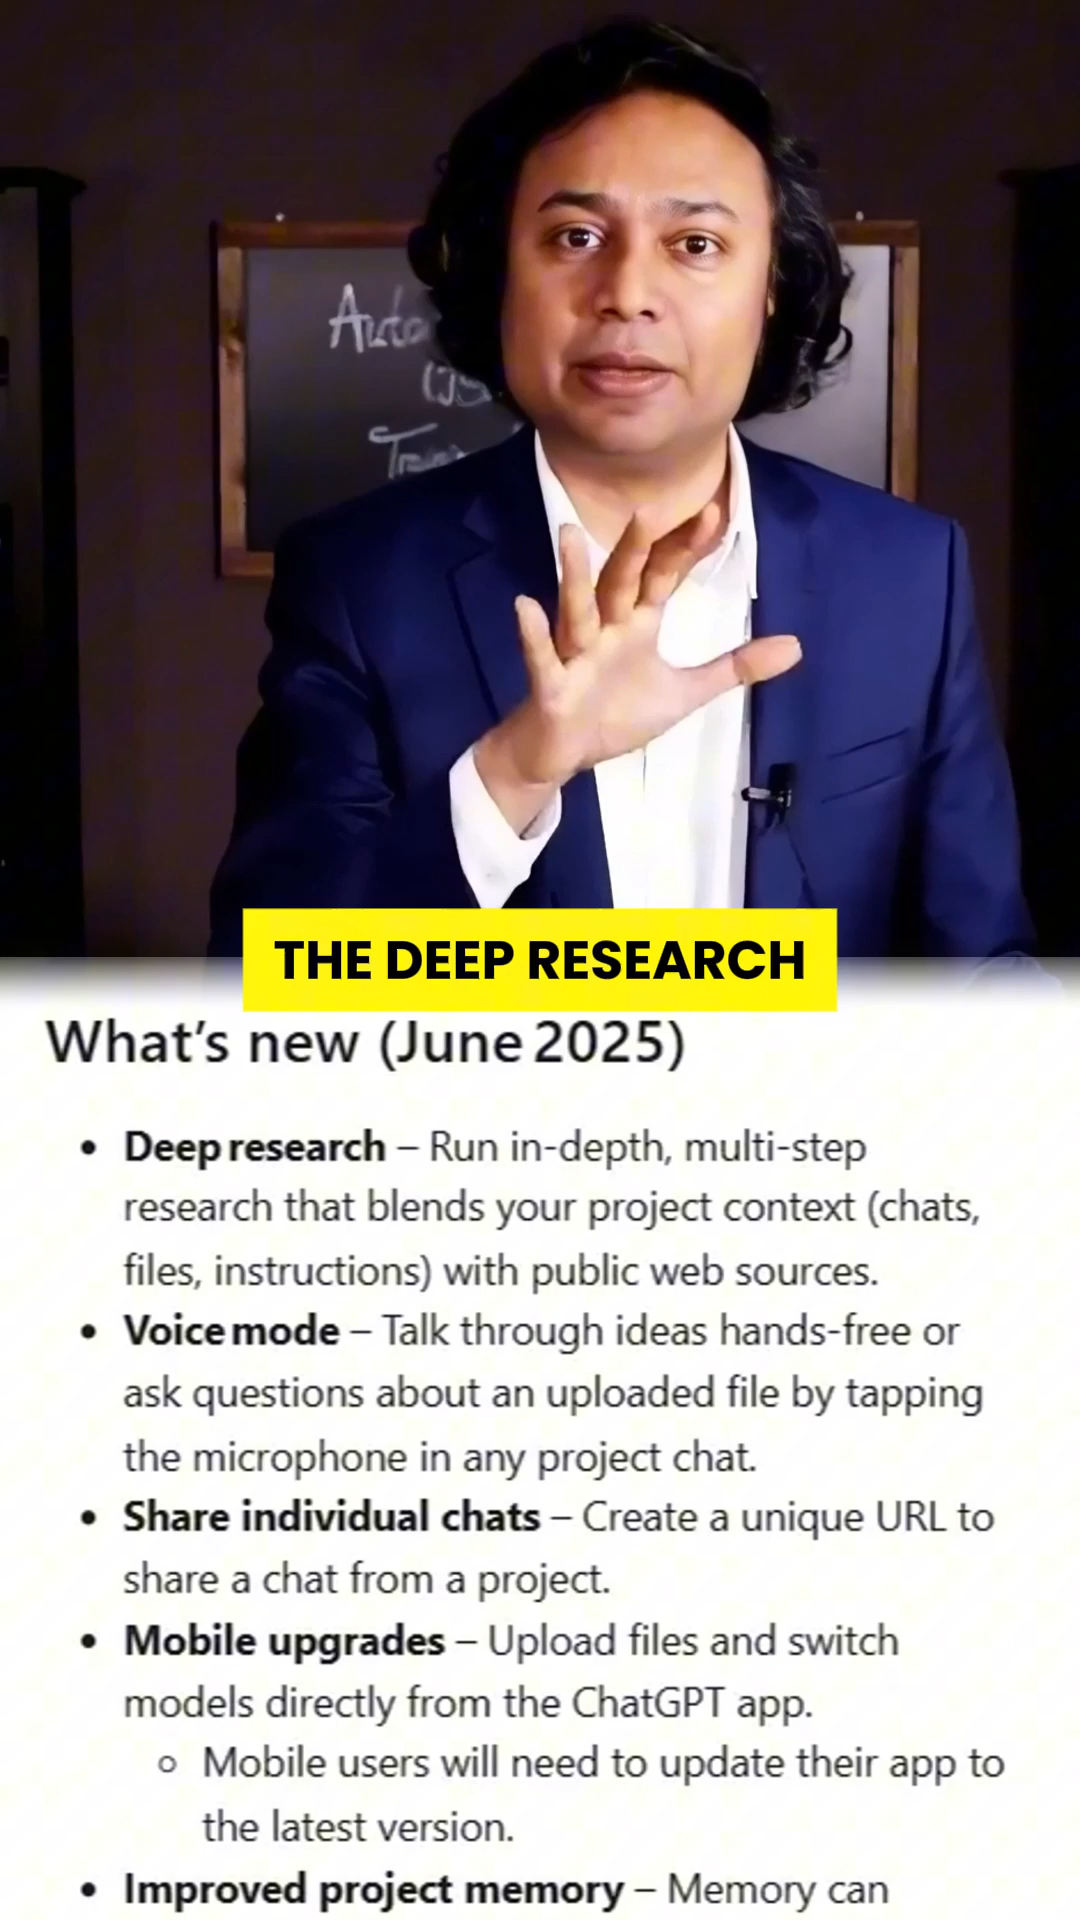 THE DEEP RESEARCH
What's new (June 2025)
• Deep research – Run in-depth, multi-step
research that blends your project context (chats,
files, instructions) with public web sources.
• Voice mode – Talk through ideas hands-free or
ask questions about an uploaded file by tapping
the microphone in any project chat.
• Share individual chats – Create a unique URL to
share a chat from a project.
• Mobile upgrades – Upload files and switch
models directly from the ChatGPT app.
◦ Mobile users will need to update their app to
the latest version.
• Improved project memory – Memory can